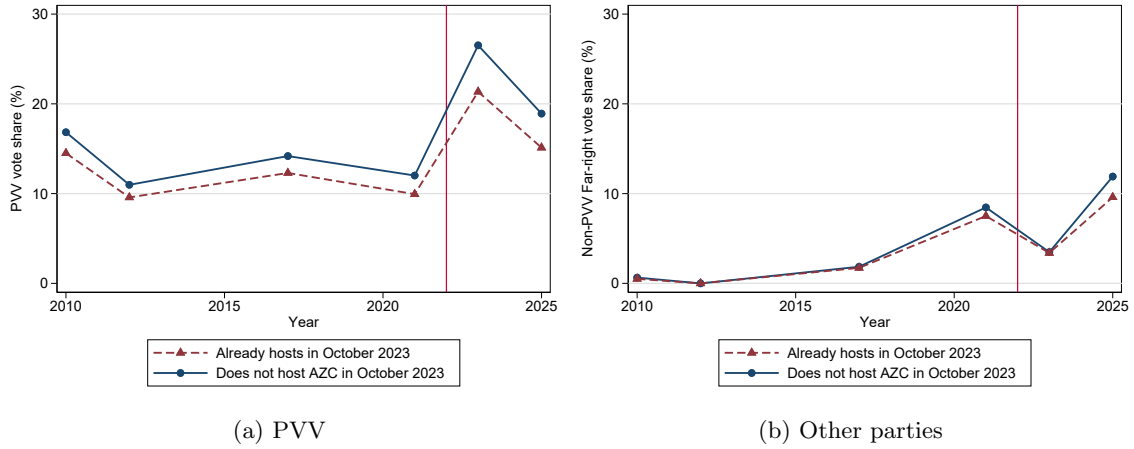 PVV vote share (%)
30
20
10
0
2010
2015
2020
2025
Year
Already hosts in October 2023
Does not host AZC in October 2023
(a) PVV
Non-PVV Far-right vote share (%)
30
20
10
0
2010
2015
2020
2025
Year
Already hosts in October 2023
Does not host AZC in October 2023
(b) Other parties